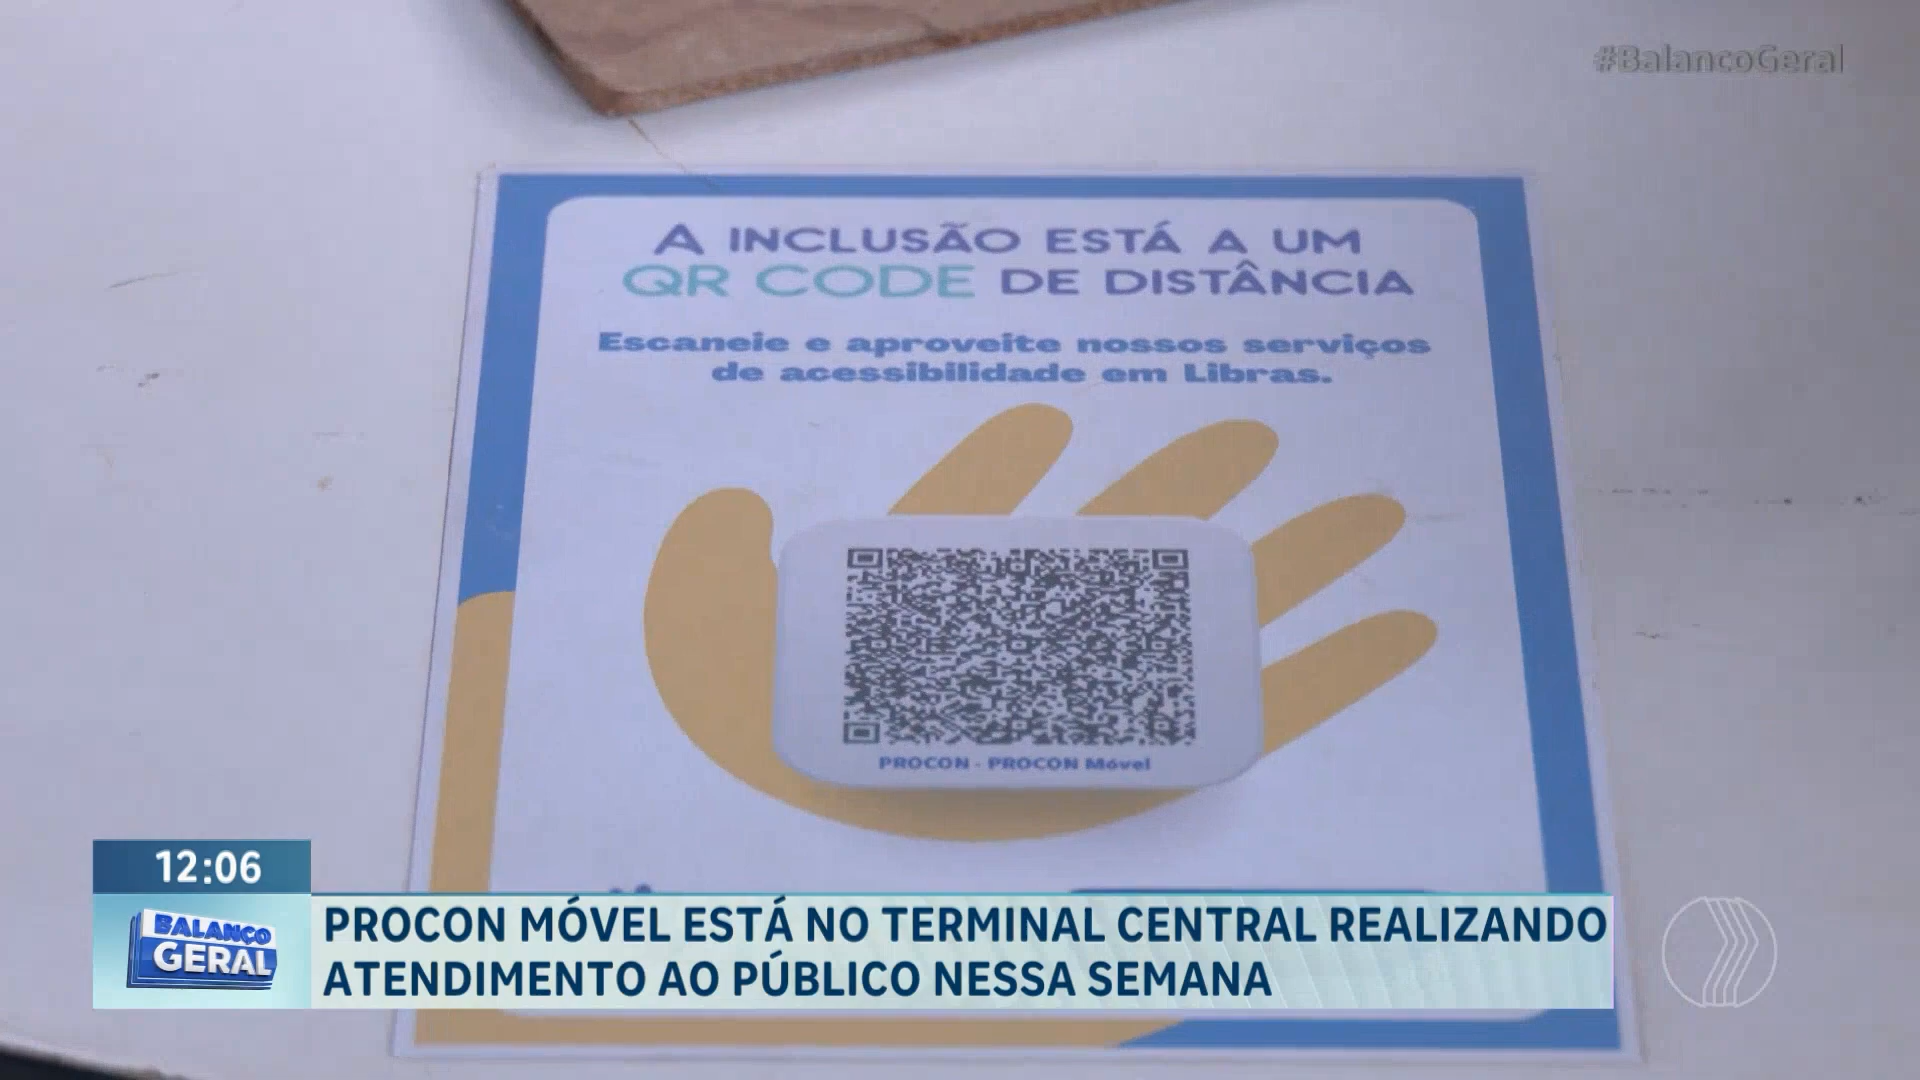 #BalancoGeral
A INCLUSÃO ESTÁ A UM
QR CODE DE DISTÂNCIA
Escaneie e aproveite nossos serviços
de acessibilidade em Libras.
PROCON - PROCON Móvel
12:06
BALANÇO
GERAL
PROCON MÓVEL ESTÁ NO TERMINAL CENTRAL REALIZANDO
ATENDIMENTO AO PÚBLICO NESSA SEMANA